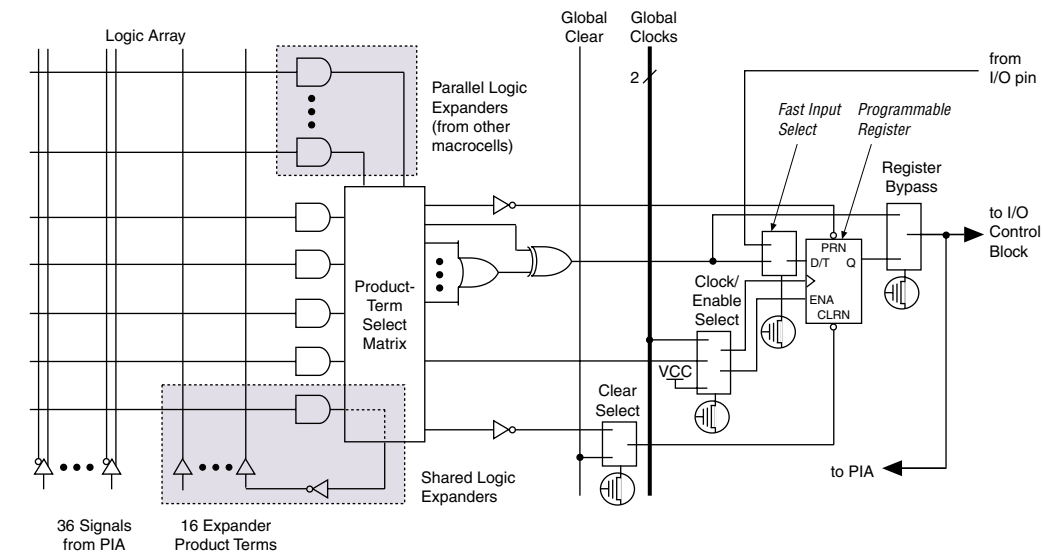 Logic Array
Global
Clear
Global
Clocks
2
from
I/O pin
Parallel Logic
Expanders
(from other
macrocells)
Fast Input
Select
Programmable
Register
Register
Bypass
to I/O
Control
Block
PRN
D/T
Q
ENA
CLRN
Clock/
Enable
Select
Product-
Term
Select
Matrix
VCC
Clear
Select
Shared Logic
Expanders
to PIA
36 Signals
from PIA
16 Expander
Product Terms